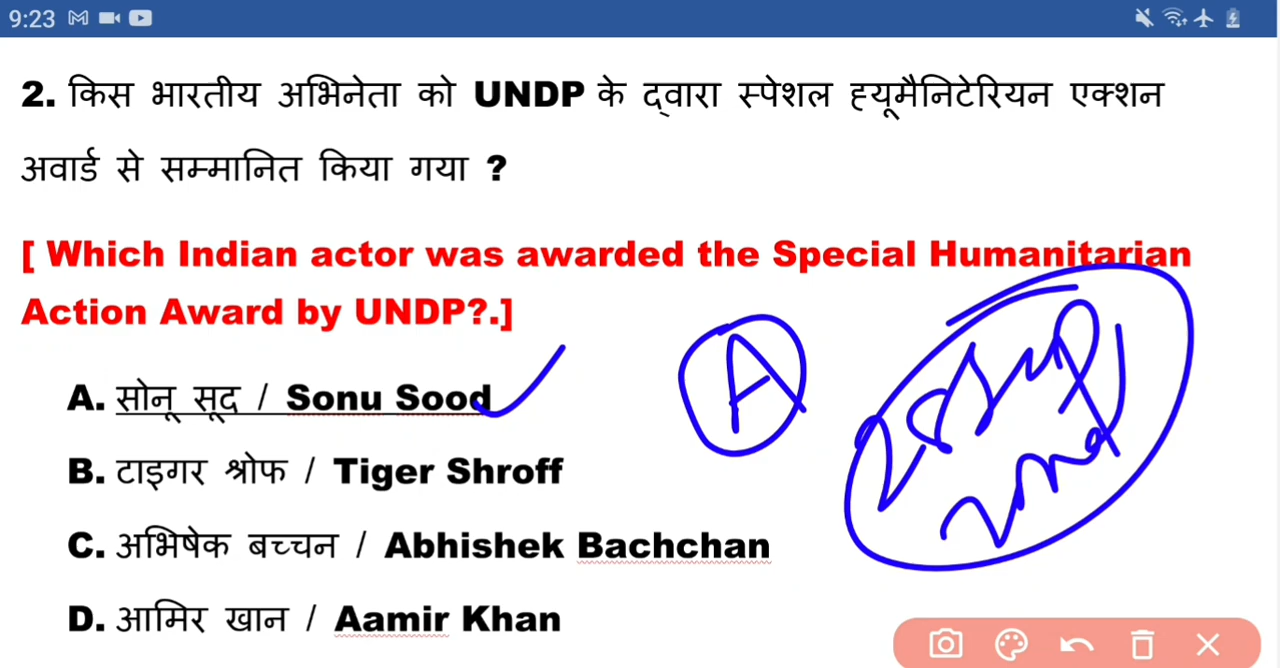 9:23
2. किस भारतीय अभिनेता को UNDP के द्वारा स्पेशल ह्यूमैनिटेरियन एक्शन
अवार्ड से सम्मानित किया गया ?
[ Which Indian actor was awarded the Special Humanitarian
Action Award by UNDP?.]
A. सोनू सूद / Sonu Sood
A
B. टाइगर श्रोफ / Tiger Shroff
C. अभिषेक बच्चन / Abhishek Bachchan
D. आमिर खान / Aamir Khan